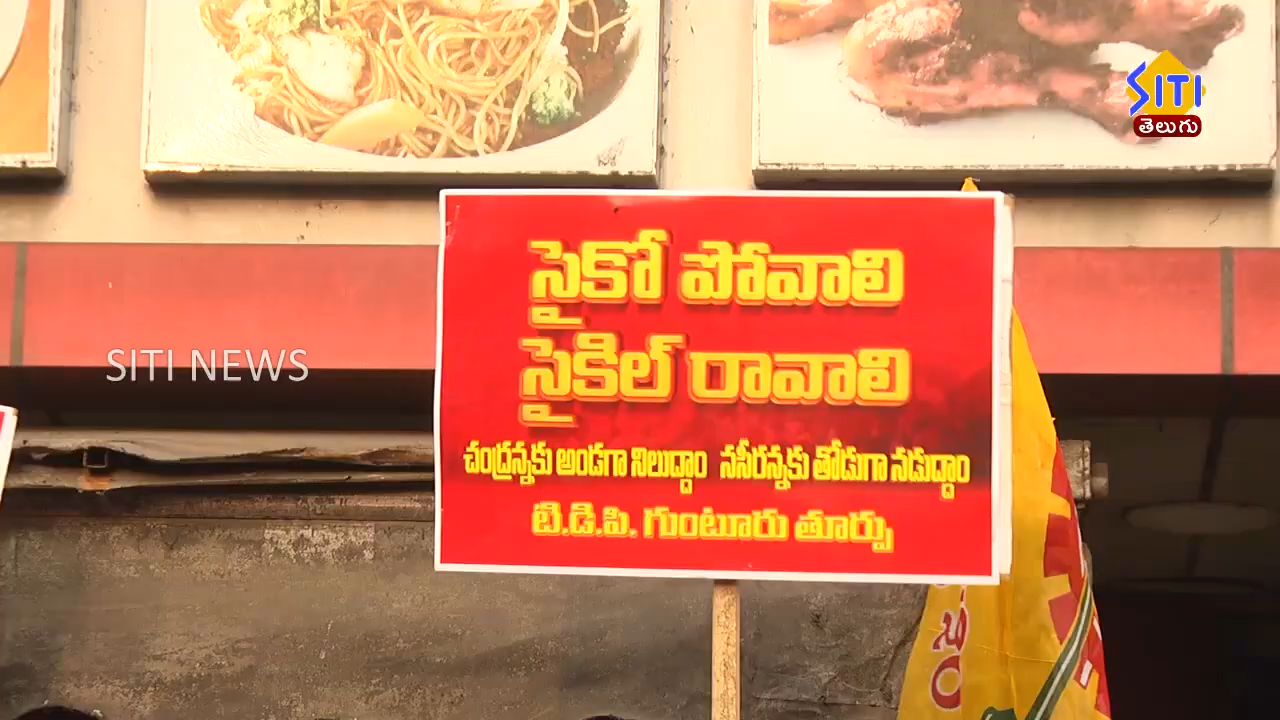 SITI
తెలుగు
సైకో పోవాలి
సైకిల్ రావాలి
చంద్రన్నకు అండగా నిలుద్దాం నసీరన్నకు తోడుగా నడుద్దాం
టి.డి.పి. గుంటూరు తూర్పు
SITI NEWS